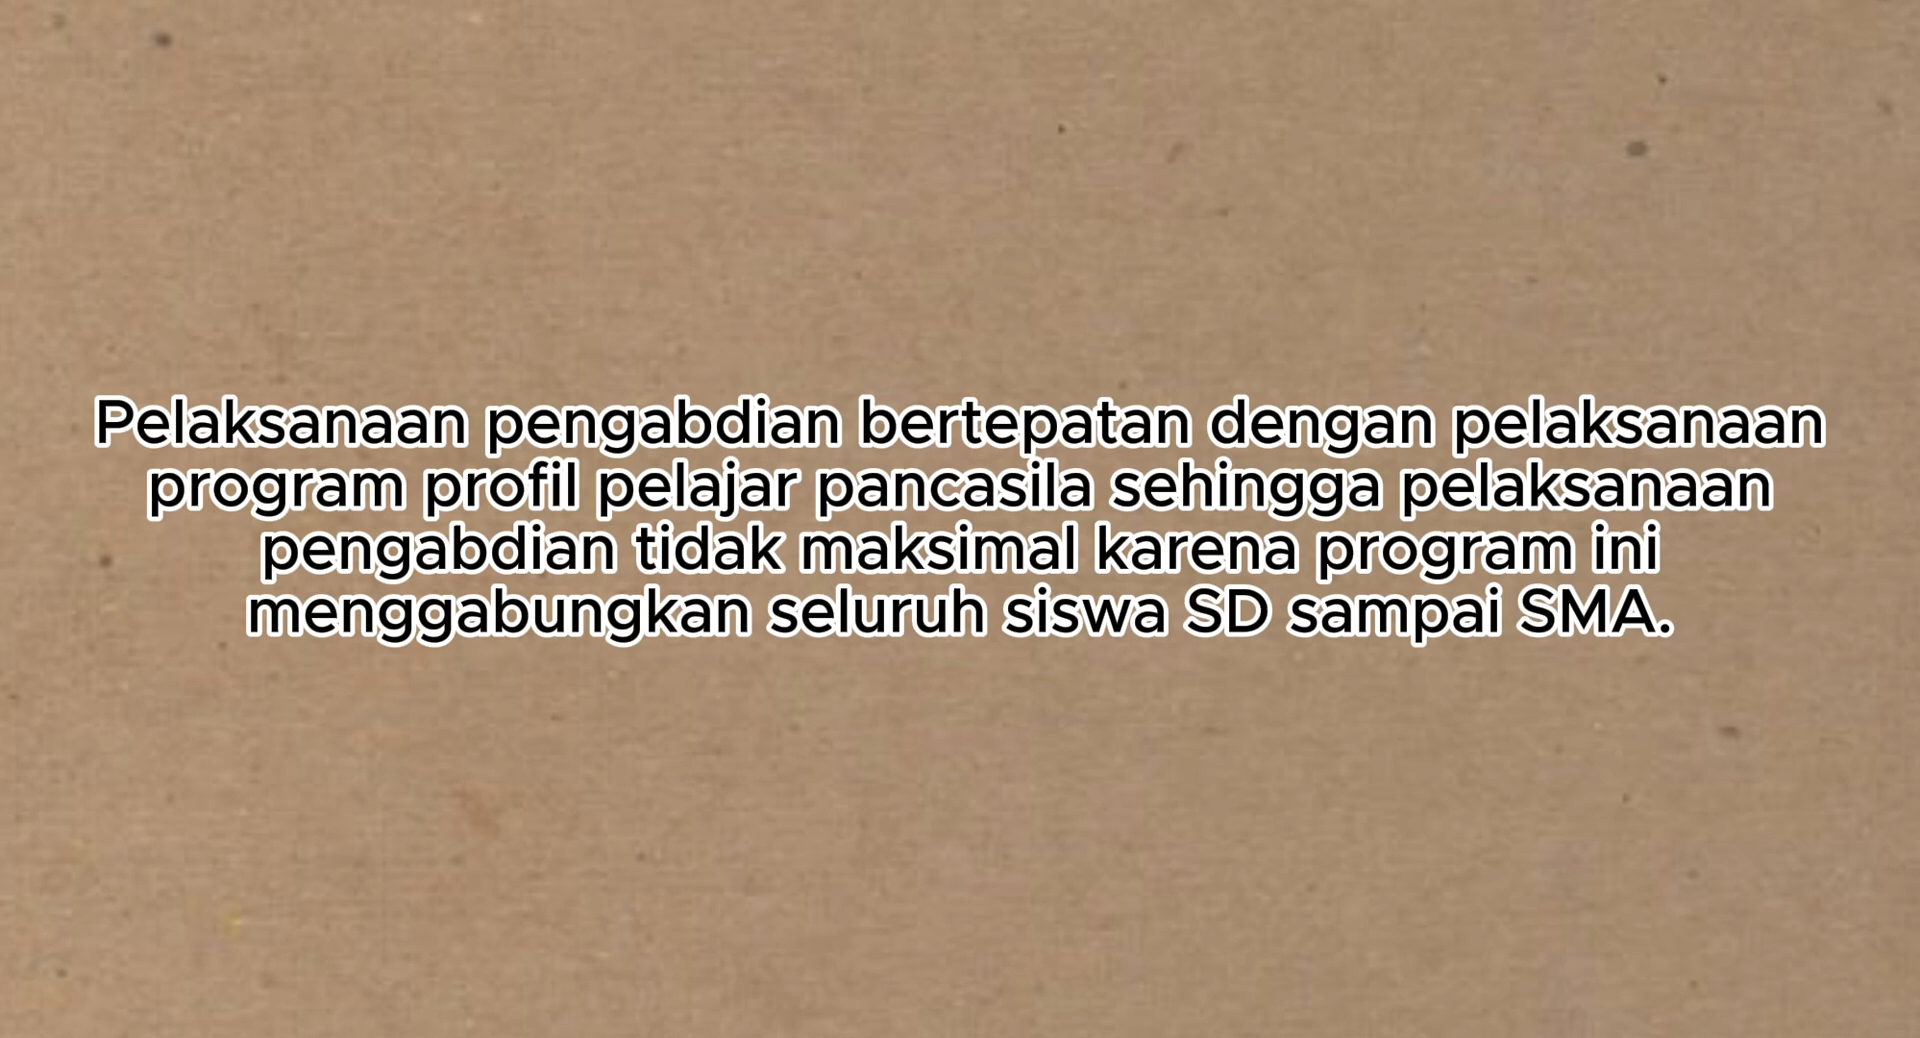 Pelaksanaan pengabdian bertepatan dengan pelaksanaan
program profil pelajar pancasila sehingga pelaksanaan
pengabdian tidak maksimal karena program ini
menggabungkan seluruh siswa SD sampai SMA.